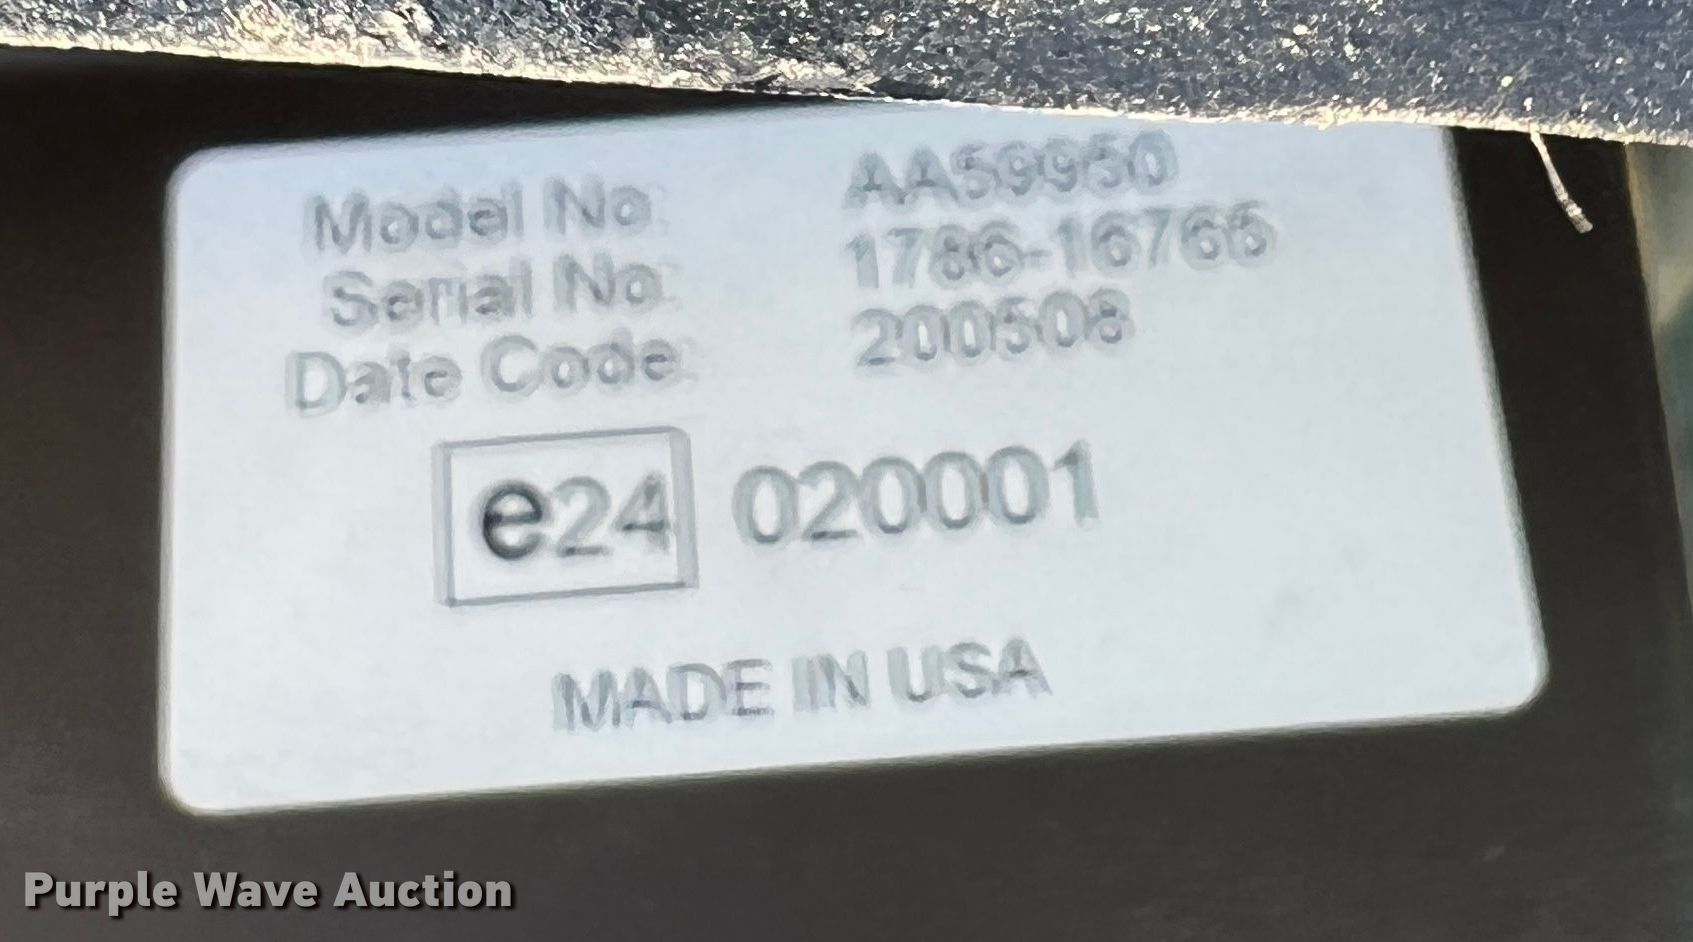 Model No: AA59950
Serial No: 1786-16765
Date Code: 200508
e24 020001
MADE IN USA
Purple Wave Auction